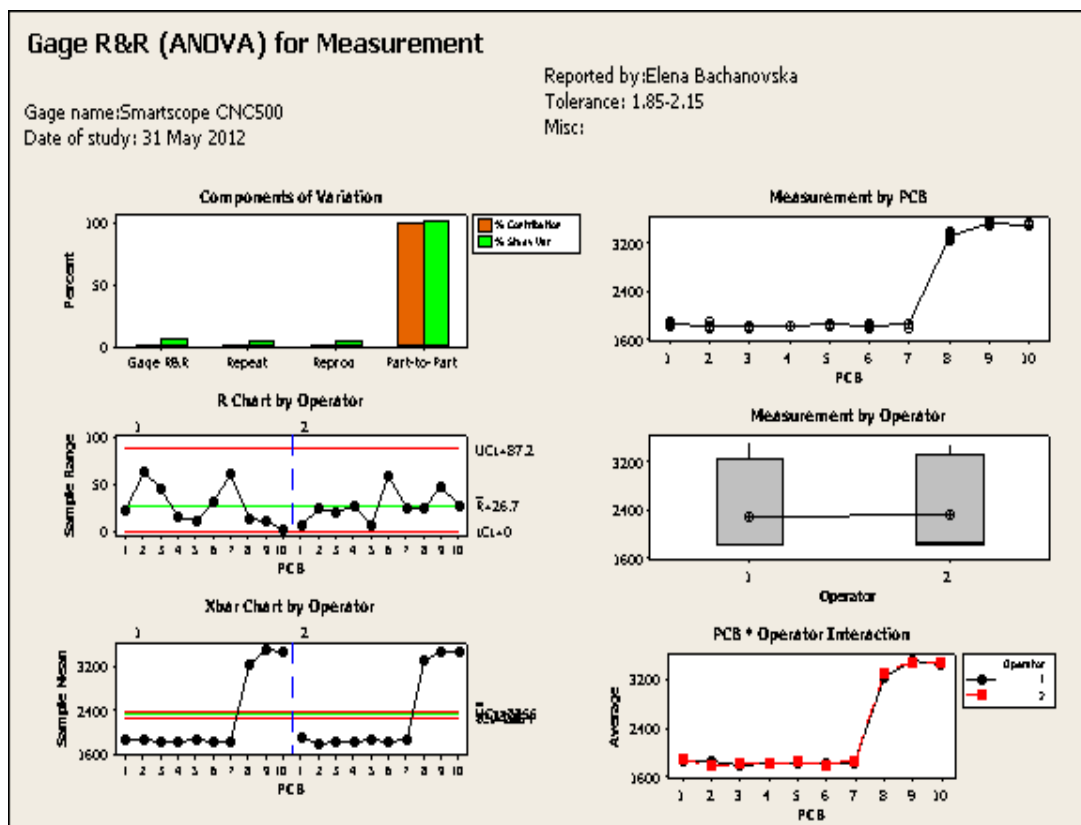 Gage R&R (ANOVA) for Measurement
Reported by:Elena Bachanovska
Gage name:Smartscope CNC500
Tolerance: 1.85-2.15
Date of study: 31 May 2012
Misc:
Components of Variation
100
50
0
Percent
Gage R&R Repeat Part-to-Part
% Contribution
Measurement by PCB
3200
2400
1600
1 2 3 4 5 6 7 8 9 10
PCB
R Chart by Operator
1 2
100
50
0
Sample Range
UCL=87.2
R=26.7
LCL=0
1 2 3 4 5 6 7 8 9 10 1 2 3 4 5 6 7 8 9 10
PCB
Measurement by Operator
3200
2400
1600
1 2
Operator
Xbar Chart by Operator
1 2
3200
2400
1600
Sample Mean
1 2 3 4 5 6 7 8 9 10 1 2 3 4 5 6 7 8 9 10
PCB
PCB * Operator Interaction
3200
2400
1600
Average
1 2 3 4 5 6 7 8 9 10
PCB
Operator
1
2